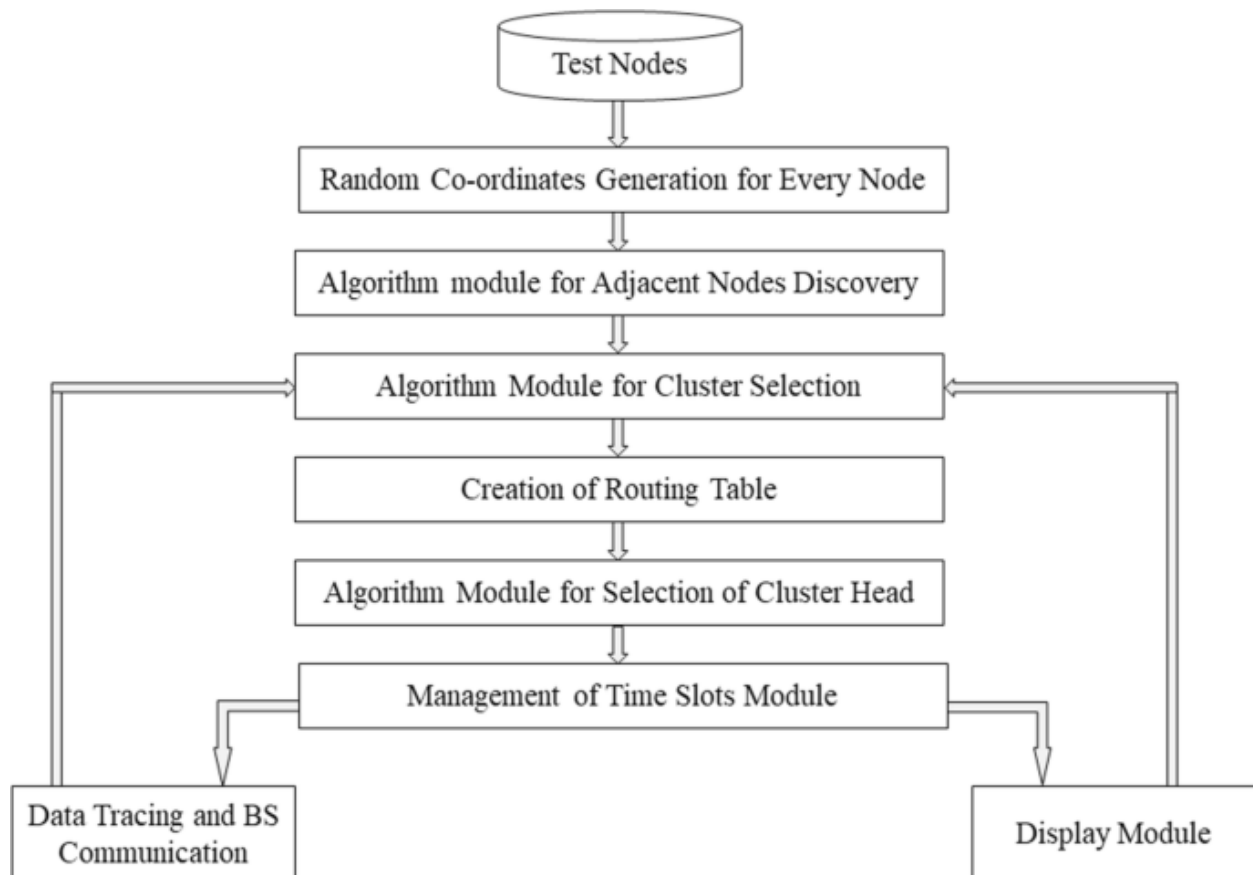 Test Nodes
Random Co-ordinates Generation for Every Node
Algorithm module for Adjacent Nodes Discovery
Algorithm Module for Cluster Selection
Creation of Routing Table
Algorithm Module for Selection of Cluster Head
Management of Time Slots Module
Data Tracing and BS
Communication
Display Module